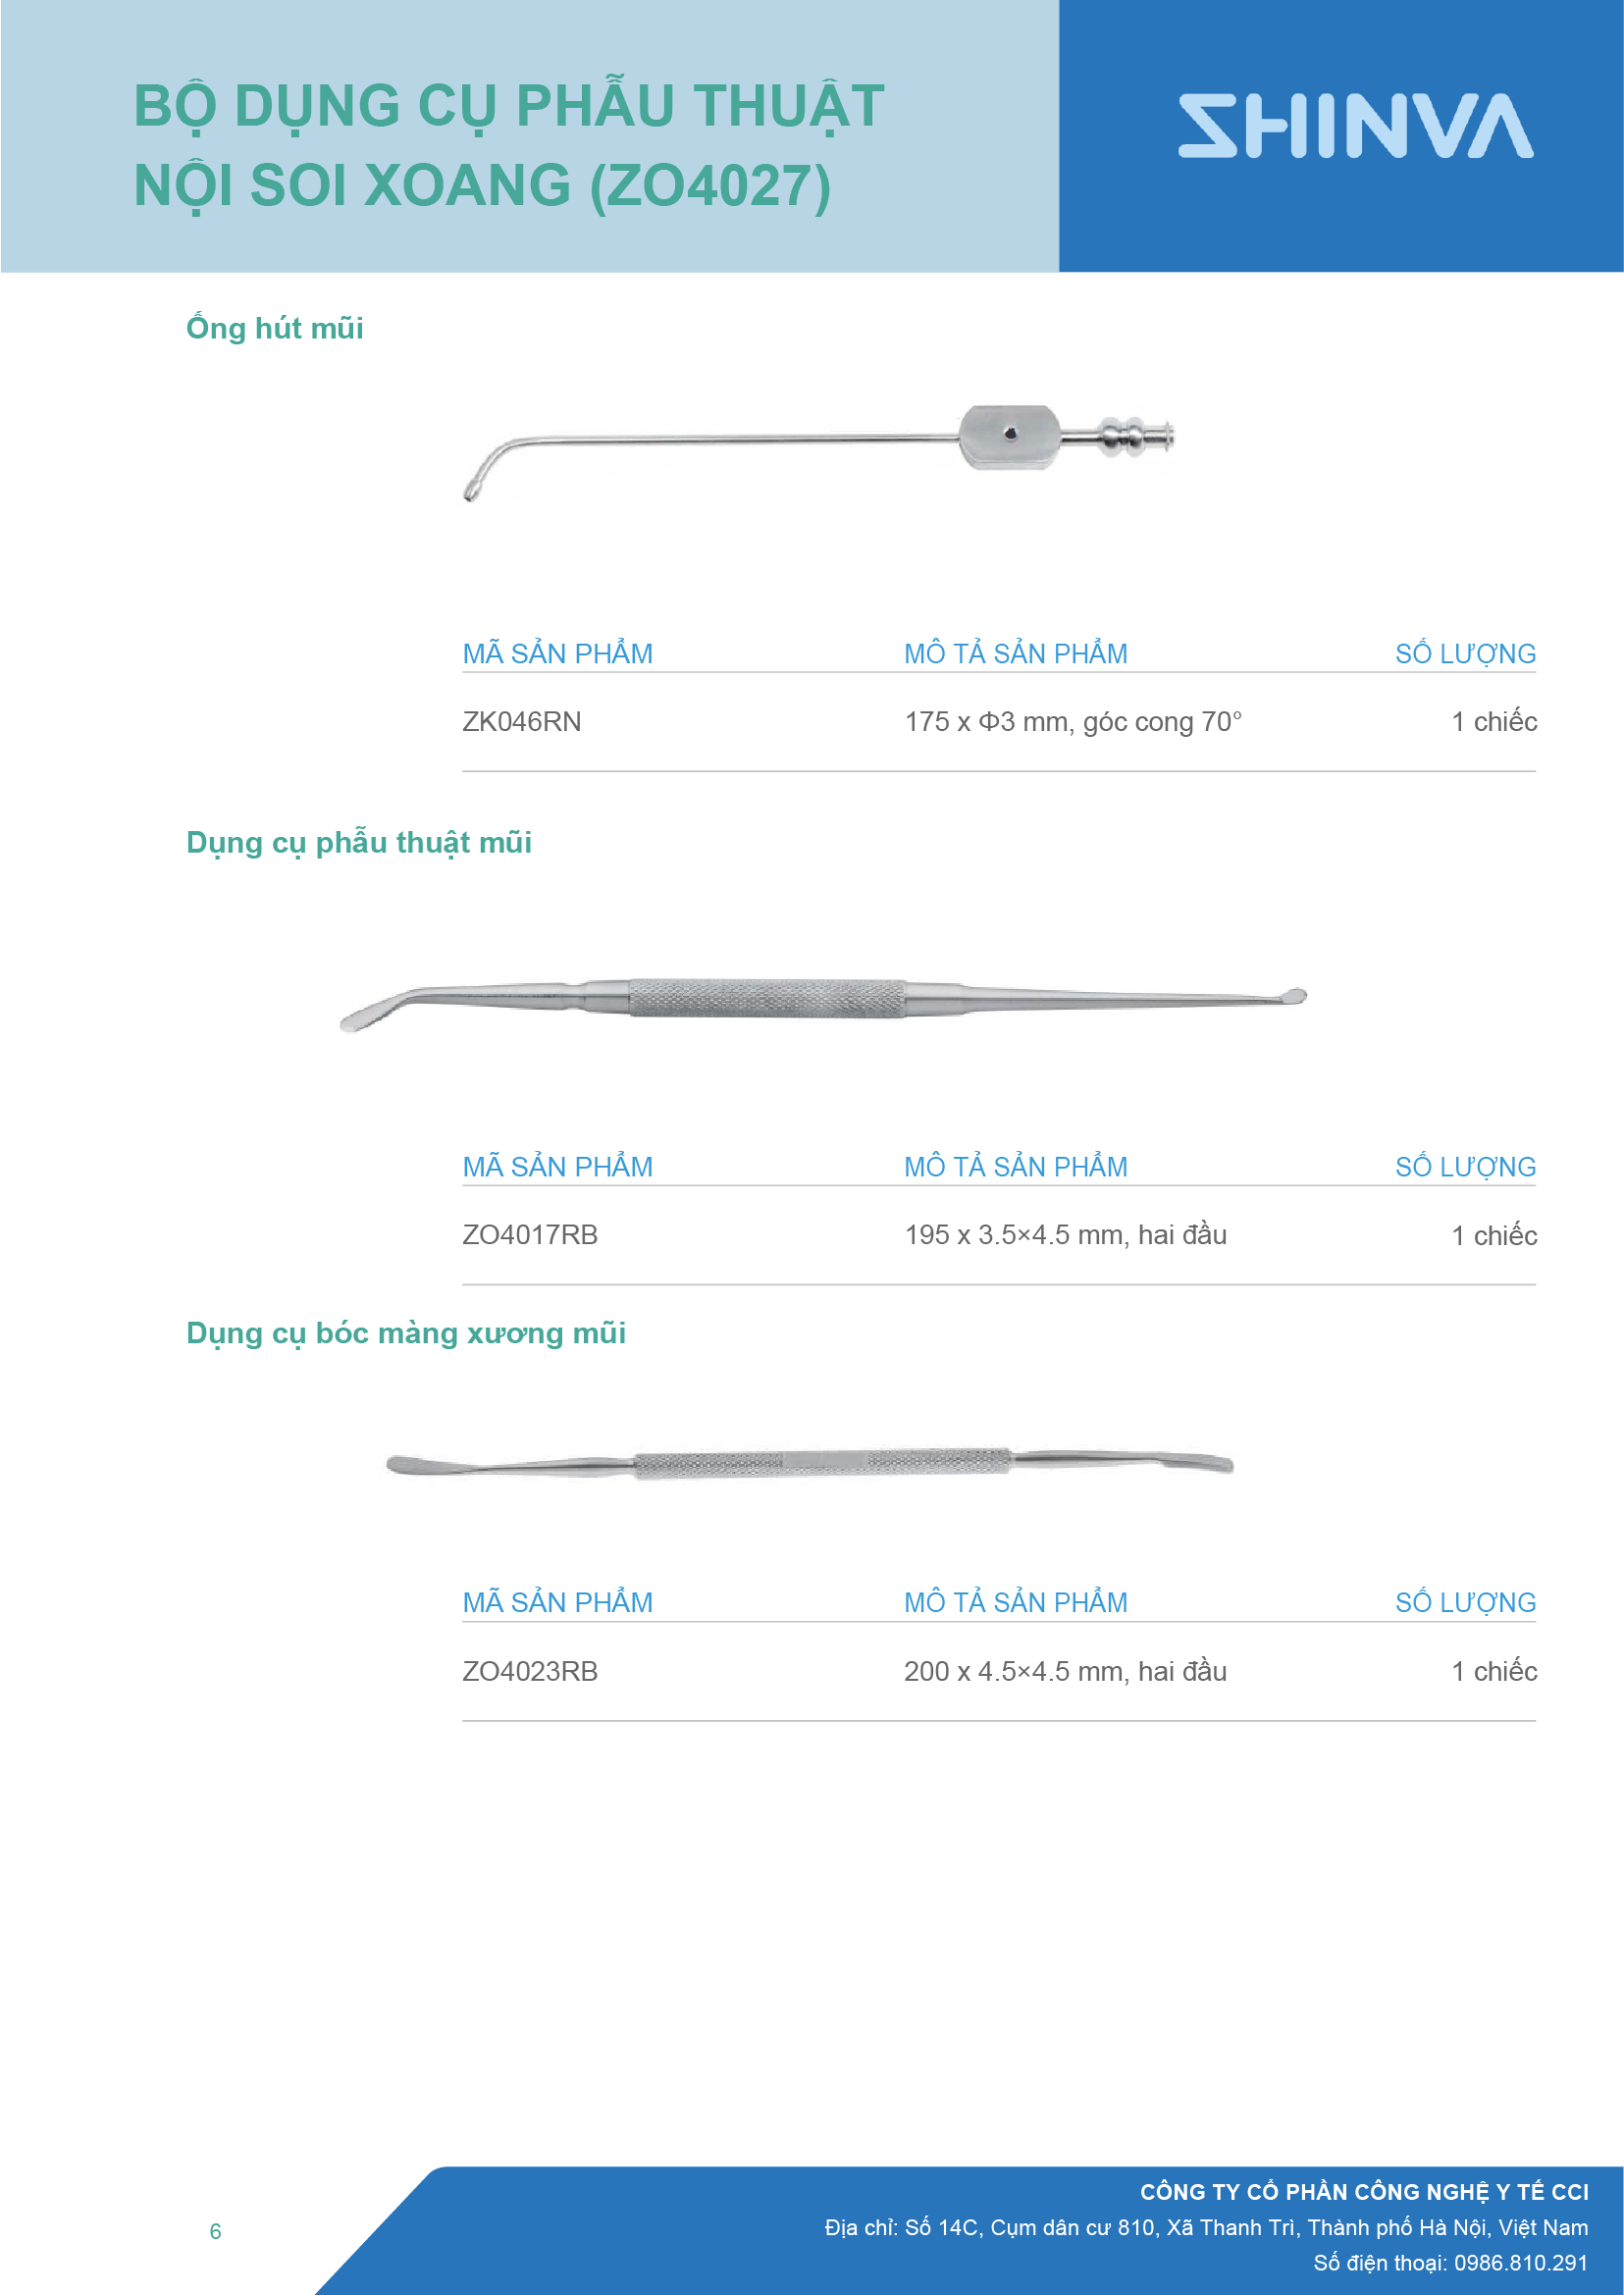 BỘ DỤNG CỤ PHẪU THUẬT
NỘI SOI XOANG (ZO4027)
SHINVA
Ống hút mũi
MÃ SẢN PHẨM MÔ TẢ SẢN PHẨM SỐ LƯỢNG
ZK046RN 175 x Φ3 mm, góc cong 70° 1 chiếc
Dụng cụ phẫu thuật mũi
MÃ SẢN PHẨM MÔ TẢ SẢN PHẨM SỐ LƯỢNG
ZO4017RB 195 x 3.5×4.5 mm, hai đầu 1 chiếc
Dụng cụ bóc màng xương mũi
MÃ SẢN PHẨM MÔ TẢ SẢN PHẨM SỐ LƯỢNG
ZO4023RB 200 x 4.5×4.5 mm, hai đầu 1 chiếc
CÔNG TY CỔ PHẦN CÔNG NGHỆ Y TẾ CCI
Địa chỉ: Số 14C, Cụm dân cư 810, Xã Thanh Trì, Thành phố Hà Nội, Việt Nam
Số điện thoại: 0986.810.291
6